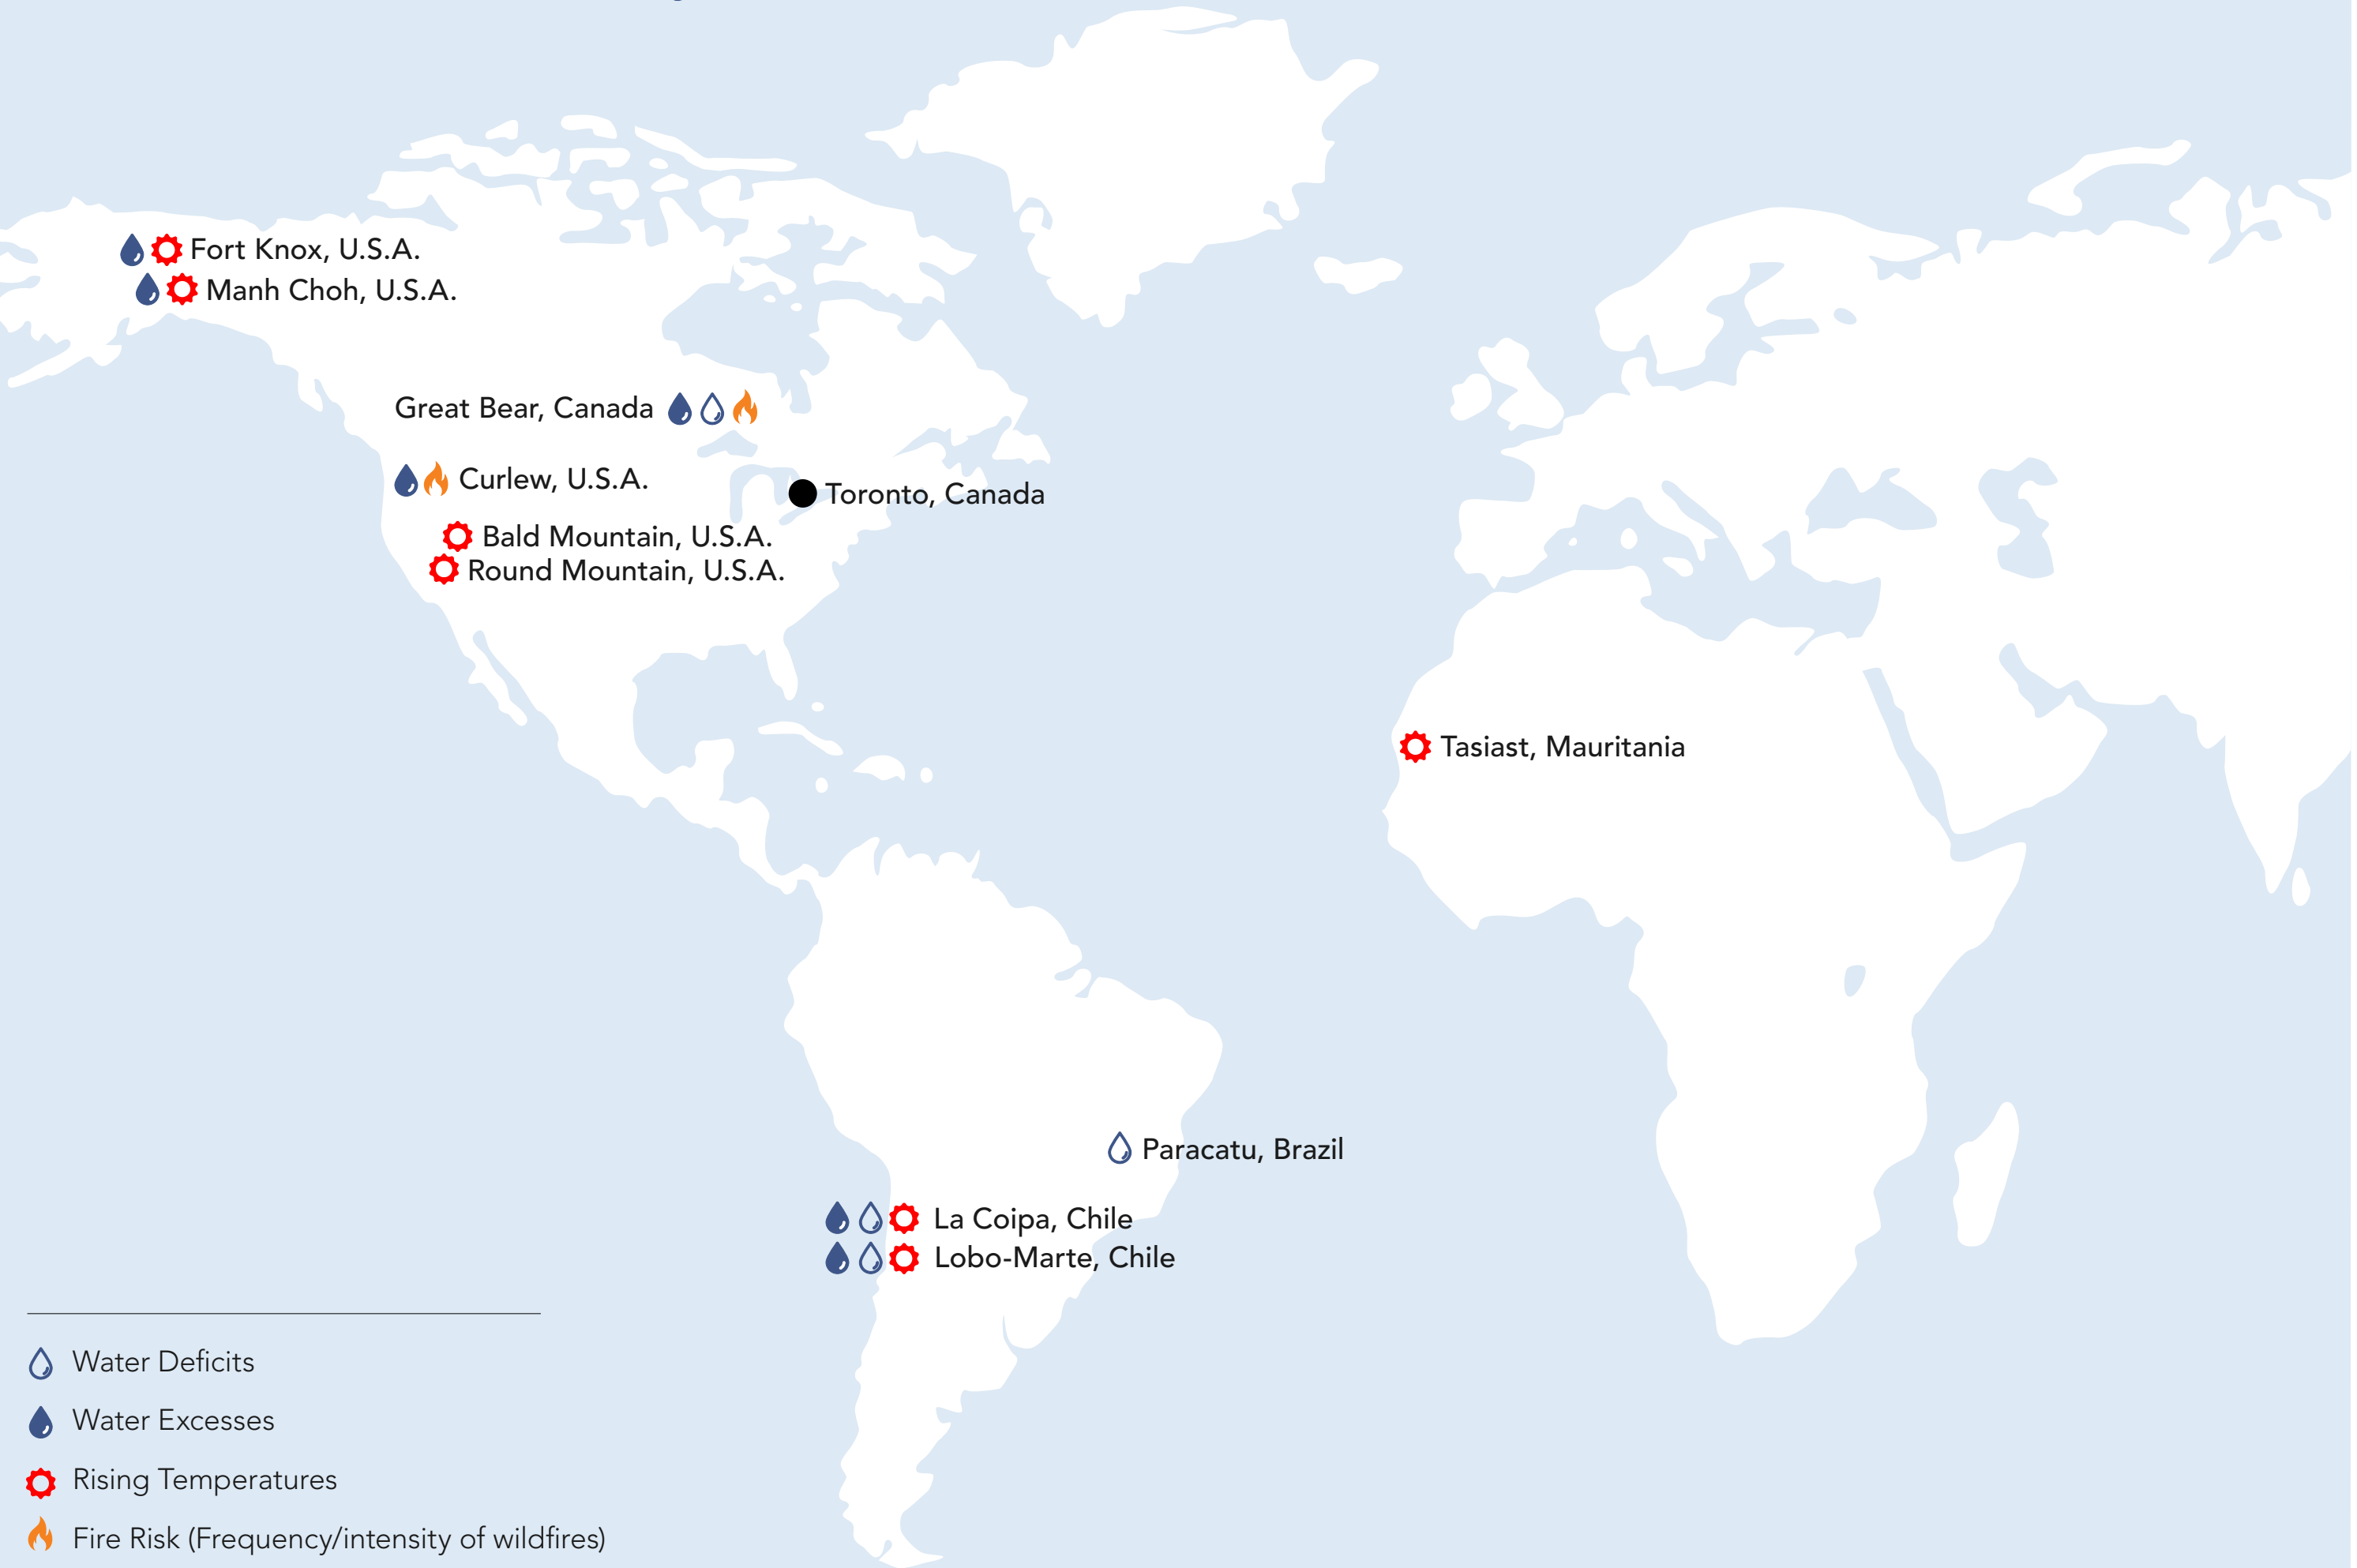 Fort Knox, U.S.A.
Manh Choh, U.S.A.
Great Bear, Canada
Curlew, U.S.A.
Toronto, Canada
Bald Mountain, U.S.A.
Round Mountain, U.S.A.
Tasiast, Mauritania
Paracatu, Brazil
La Coipa, Chile
Lobo-Marte, Chile
Water Deficits
Water Excesses
Rising Temperatures
Fire Risk (Frequency/intensity of wildfires)